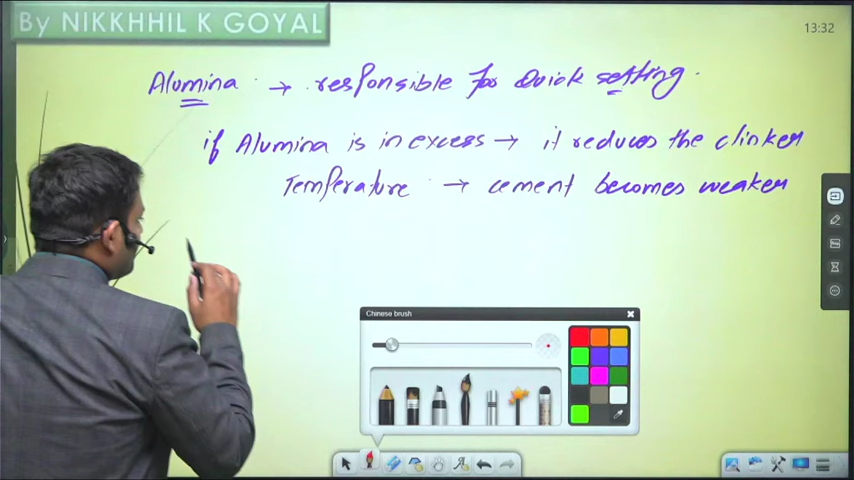 By NIKKHHIL K GOYAL
13:32
Alumina → responsible for Quick setting.
if Alumina is in excess → it reduces the clinker
Temperature → cement becomes weaker
Chinese brush